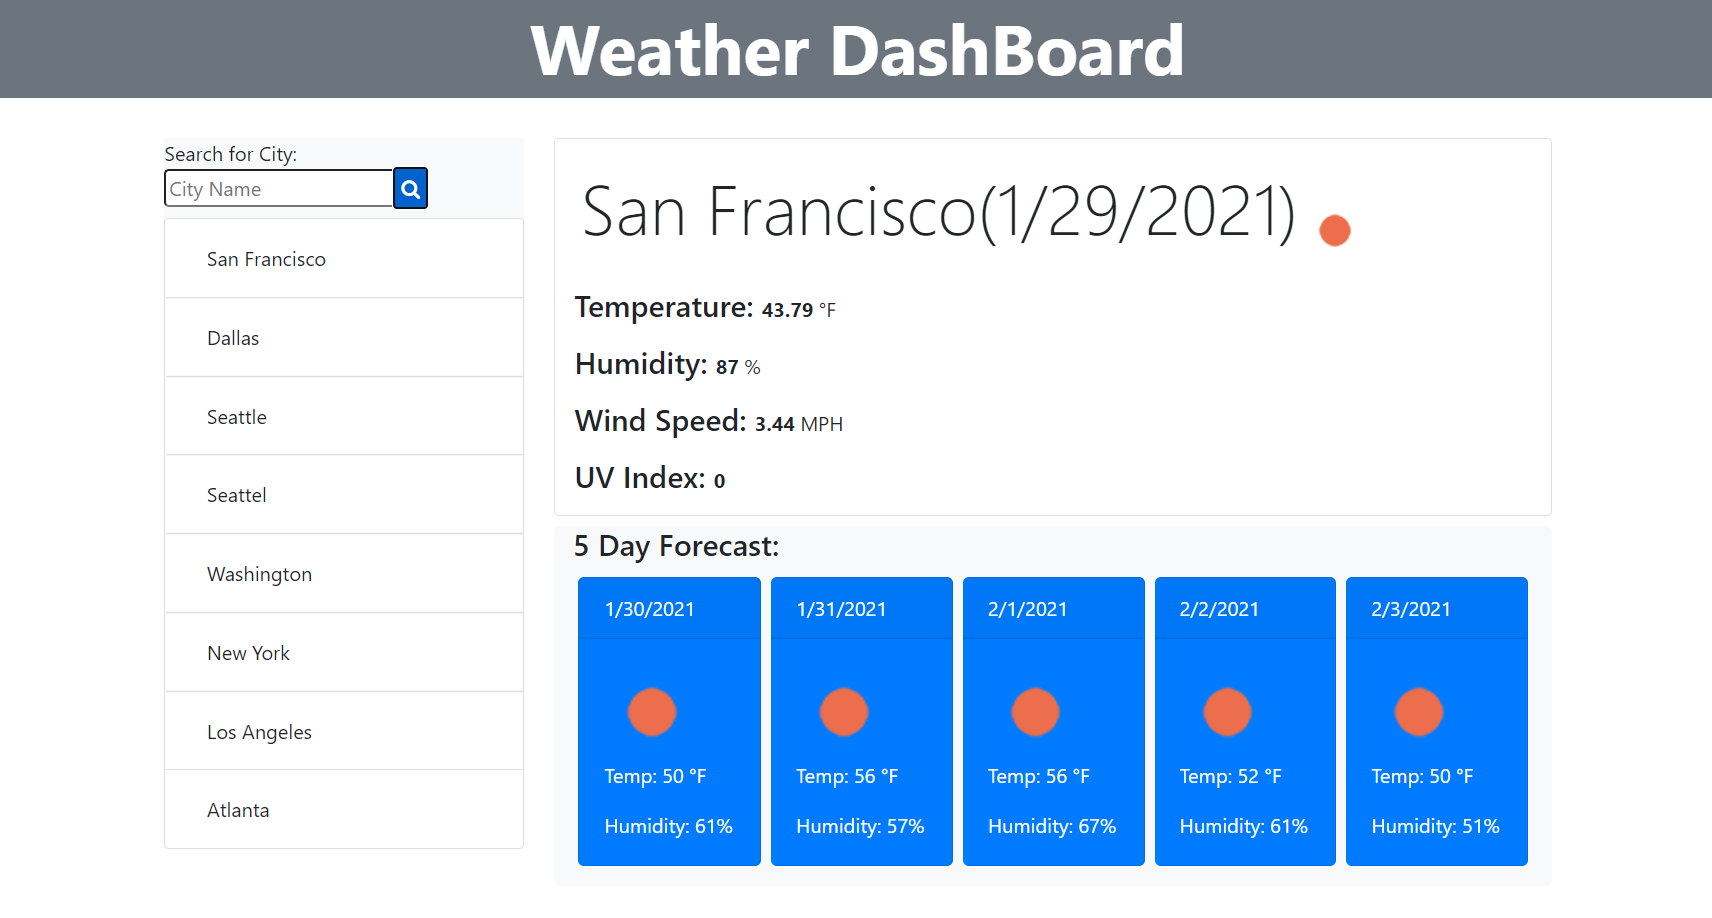 Weather DashBoard
Search for City:
City Name
San Francisco
Dallas
Seattle
Seattel
Washington
New York
Los Angeles
Atlanta
San Francisco(1/29/2021)
Temperature: 43.79 °F
Humidity: 87 %
Wind Speed: 3.44 MPH
UV Index: 0
5 Day Forecast:
1/30/2021
Temp: 50 °F
Humidity: 61%
1/31/2021
Temp: 56 °F
Humidity: 57%
2/1/2021
Temp: 56 °F
Humidity: 67%
2/2/2021
Temp: 52 °F
Humidity: 61%
2/3/2021
Temp: 50 °F
Humidity: 51%